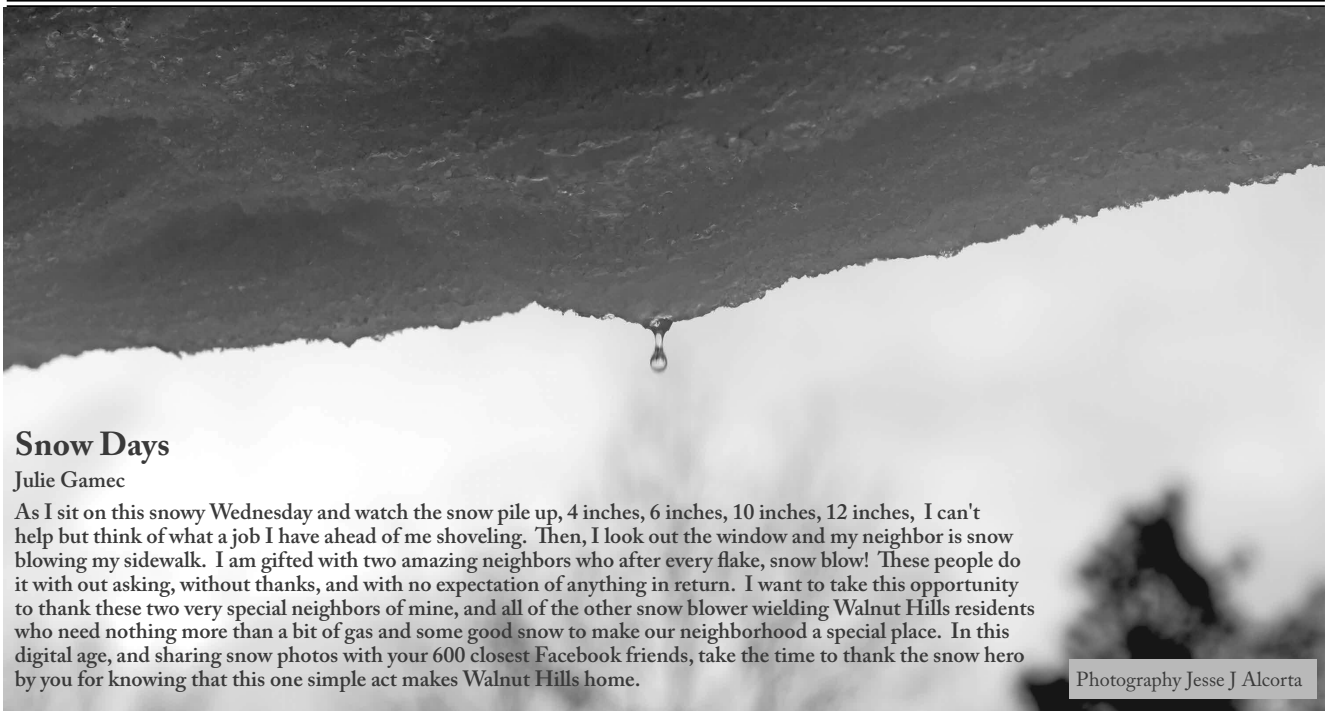 Snow Days
Julie Gamec
As I sit on this snowy Wednesday and watch the snow pile up, 4 inches, 6 inches, 10 inches, 12 inches,  I can't
help but think of what a job I have ahead of me shoveling.  Then, I look out the window and my neighbor is snow
blowing my sidewalk.  I am gifted with two amazing neighbors who after every flake, snow blow!  These people do
it with out asking, without thanks, and with no expectation of anything in return.  I want to take this opportunity
to thank these two very special neighbors of mine, and all of the other snow blower wielding Walnut Hills residents
who need nothing more than a bit of gas and some good snow to make our neighborhood a special place.  In this
digital age, and sharing snow photos with your 600 closest Facebook friends, take the time to thank the snow hero
by you for knowing that this one simple act makes Walnut Hills home.
Photography Jesse J Alcorta